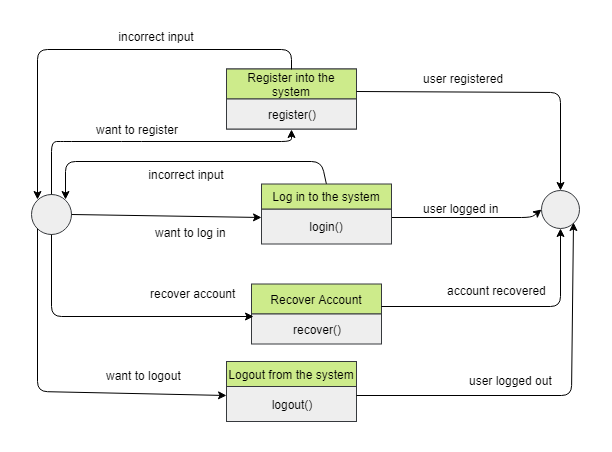 incorrect input
Register into the
system
register()
user registered
want to register
incorrect input
Log in to the system
login()
user logged in
want to log in
recover account
Recover Account
recover()
account recovered
want to logout
Logout from the system
logout()
user logged out